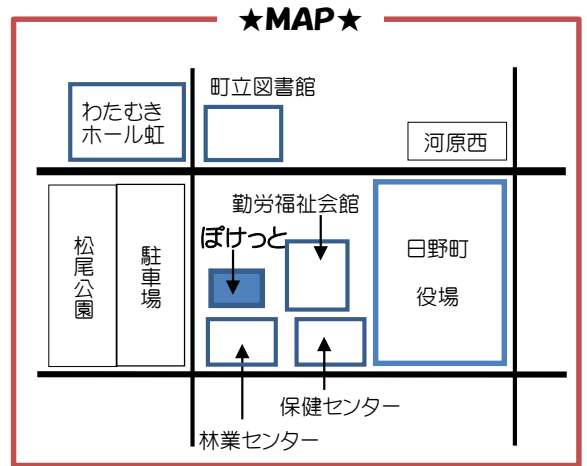 ★MAP★
町立図書館
わたむき
ホール虹
河原西
勤労福祉会館
ぽけっと
松尾公園
駐車場
日野町
役場
保健センター
林業センター